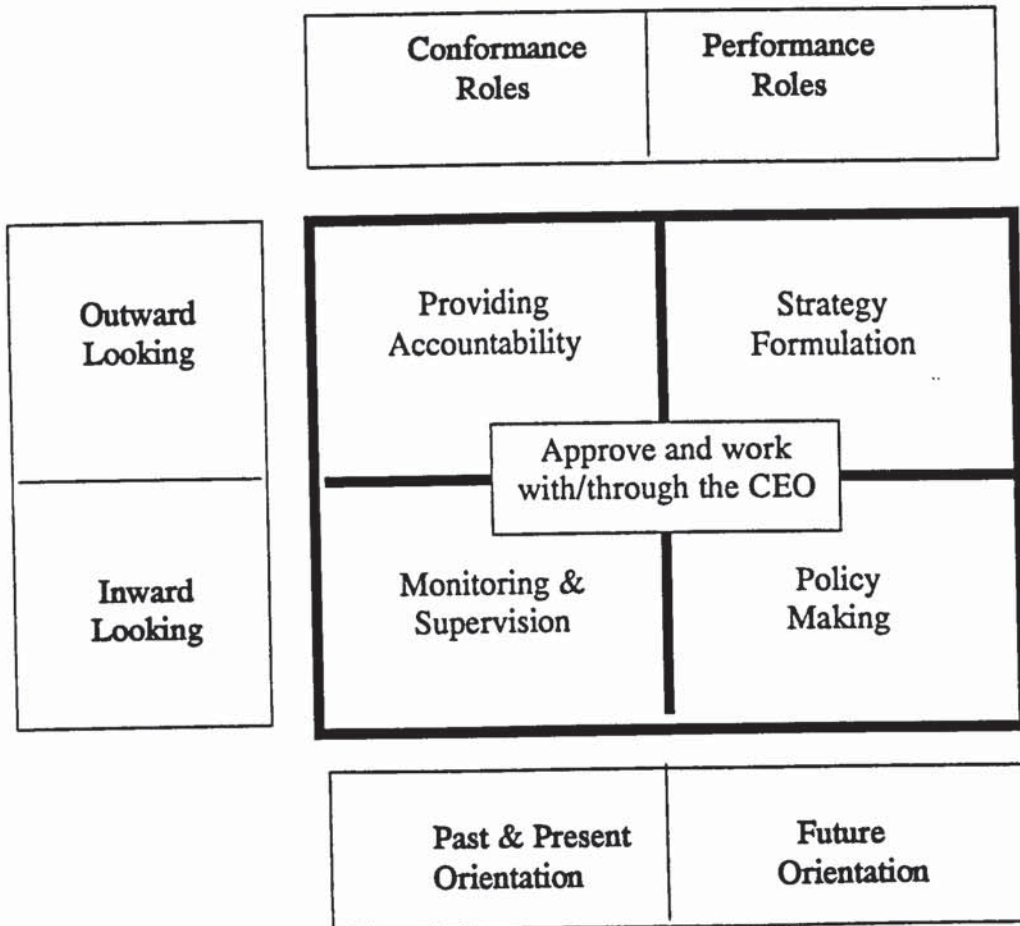 Conformance
Roles
Performance
Roles
Outward
Looking
Providing
Accountability
Strategy
Formulation
Approve and work
with/through the CEO
Inward
Looking
Monitoring &
Supervision
Policy
Making
Past & Present
Orientation
Future
Orientation